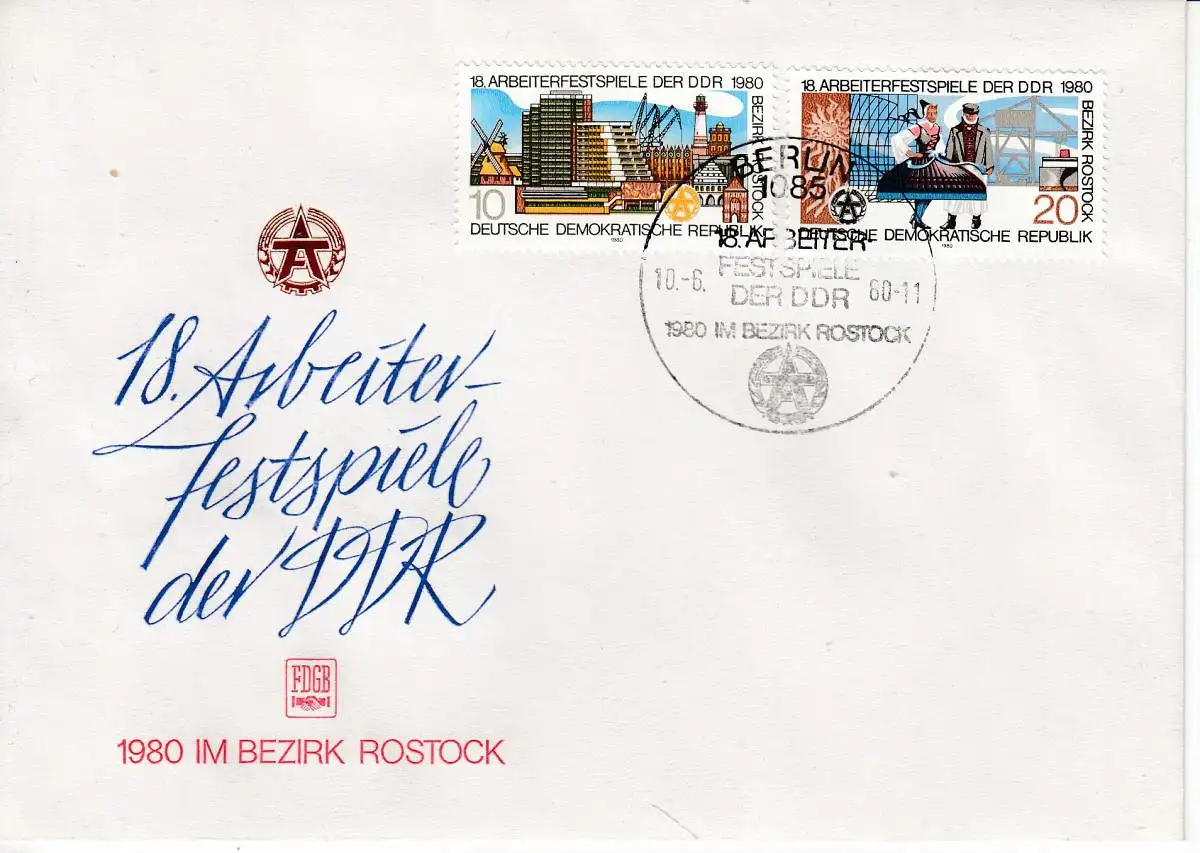 18. ARBEITERFESTSPIELE DER DDR 1980
BEZIRK ROSTOCK
10
DEUTSCHE DEMOKRATISCHE REPUBLIK
1980
18. ARBEITERFESTSPIELE DER DDR 1980
BEZIRK ROSTOCK
20
DEUTSCHE DEMOKRATISCHE REPUBLIK
1980
BERLIN
1085
18. ARBEITER-
FESTSPIELE
DER DDR
10.-6. 80-11
1980 IM BEZIRK ROSTOCK
A
A
18. Arbeiter-
festspiele
der DDR
FDGB
1980 IM BEZIRK ROSTOCK